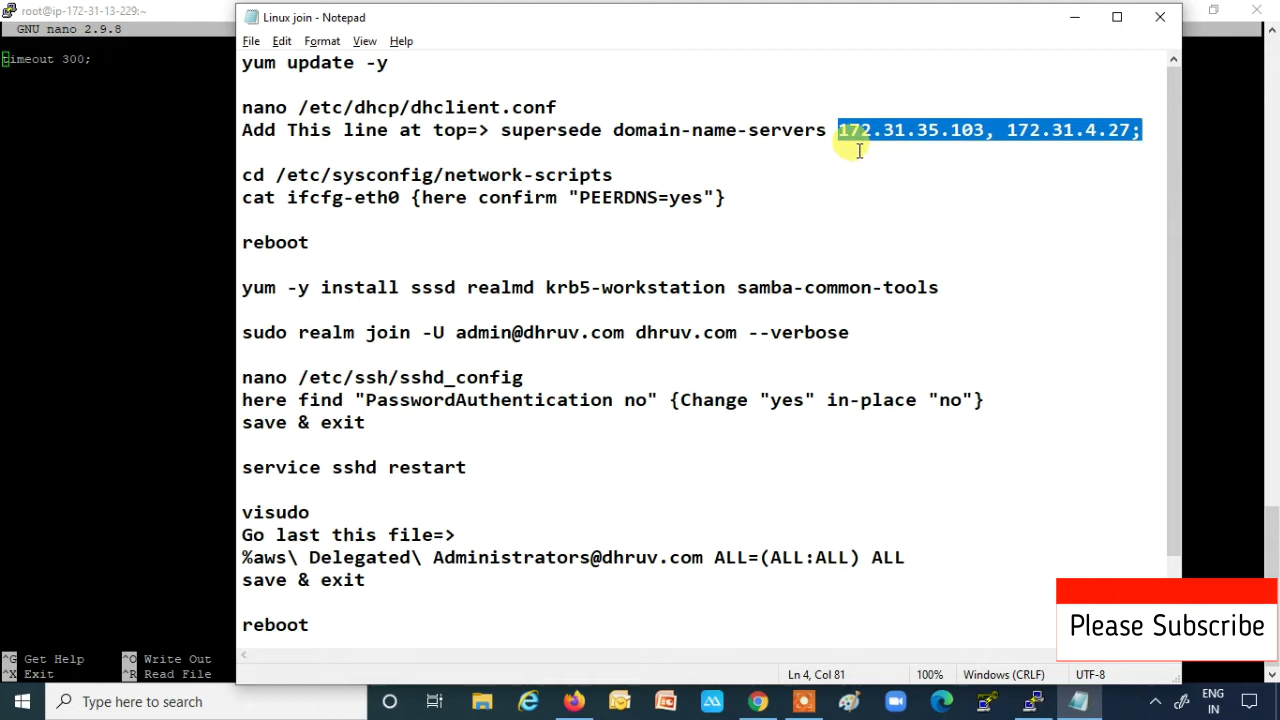 root@ip-172-31-13-229:~
GNU nano 2.9.8
timeout 300;
^G Get Help ^O Write Out
^X Exit ^R Read File
Linux join - Notepad
File Edit Format View Help
yum update -y
nano /etc/dhcp/dhclient.conf
Add This line at top=> supersede domain-name-servers 172.31.35.103, 172.31.4.27;
cd /etc/sysconfig/network-scripts
cat ifcfg-eth0 {here confirm "PEERDNS=yes"}
reboot
yum -y install sssd realmd krb5-workstation samba-common-tools
sudo realm join -U admin@dhruv.com dhruv.com --verbose
nano /etc/ssh/sshd_config
here find "PasswordAuthentication no" {Change "yes" in-place "no"}
save & exit
service sshd restart
visudo
Go last this file=>
%aws\ Delegated\ Administrators@dhruv.com ALL=(ALL:ALL) ALL
save & exit
reboot
Please Subscribe
Ln 4, Col 81 100% Windows (CRLF) UTF-8
Type here to search
ENG
IN